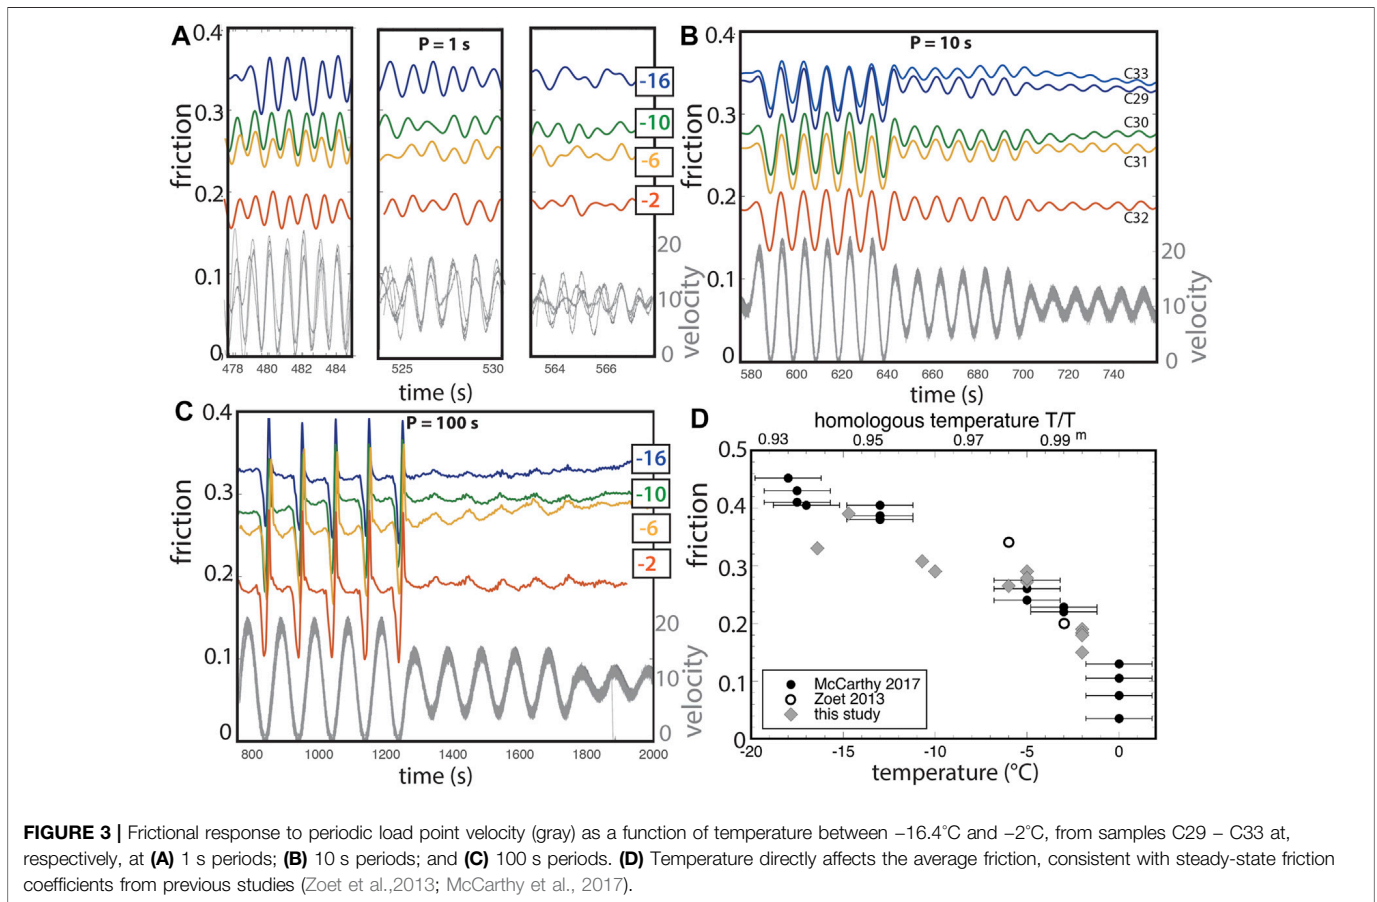 A
0.4
0.3
0.2
0.1
0
friction
P = 1 s
-16
-10
-6
-2
20
10
0
velocity
478 480 482 484
525 530
564 566
time (s)
B
0.4
0.3
0.2
0.1
0
friction
P = 10 s
C33
C29
C30
C31
C32
20
10
0
velocity
580 600 620 640 660 680 700 720 740
time (s)
C
0.4
0.3
0.2
0.1
0
friction
P = 100 s
-16
-10
-6
-2
20
10
0
velocity
800 1000 1200 1400 1600 1800 2000
time (s)
D
homologous temperature T/T
m
0.93 0.95 0.97 0.99
0.5
0.4
0.3
0.2
0.1
0
friction
McCarthy 2017
Zoet 2013
this study
-20 -15 -10 -5 0
temperature (°C)
FIGURE 3 | Frictional response to periodic load point velocity (gray) as a function of temperature between −16.4°C and −2°C, from samples C29 – C33 at,
respectively, at (A) 1 s periods; (B) 10 s periods; and (C) 100 s periods. (D) Temperature directly affects the average friction, consistent with steady-state friction
coefficients from previous studies (Zoet et al.,2013; McCarthy et al., 2017).